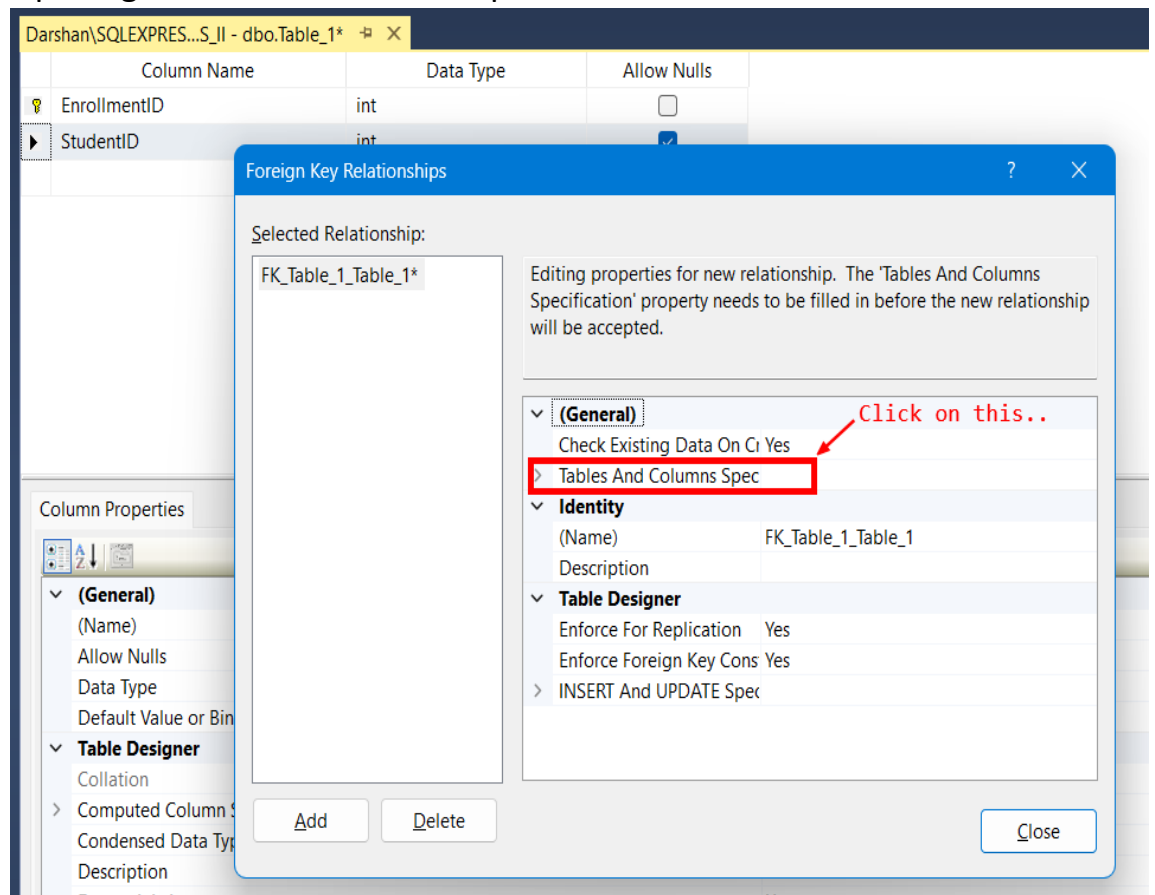 Darshan\SQLEXPRES...S_II - dbo.Table_1*
Column Name Data Type Allow Nulls
EnrollmentID int
StudentID int
Foreign Key Relationships ?
Selected Relationship:
FK_Table_1_Table_1*
Editing properties for new relationship. The 'Tables And Columns
Specification' property needs to be filled in before the new relationship
will be accepted.
Click on this..
(General)
Check Existing Data On Cr Yes
Tables And Columns Spec
Identity
(Name) FK_Table_1_Table_1
Description
Table Designer
Enforce For Replication Yes
Enforce Foreign Key Cons Yes
INSERT And UPDATE Spec
Add Delete
Close
Column Properties
(General)
(Name)
Allow Nulls
Data Type
Default Value or Bin
Table Designer
Collation
Computed Column S
Condensed Data Typ
Description